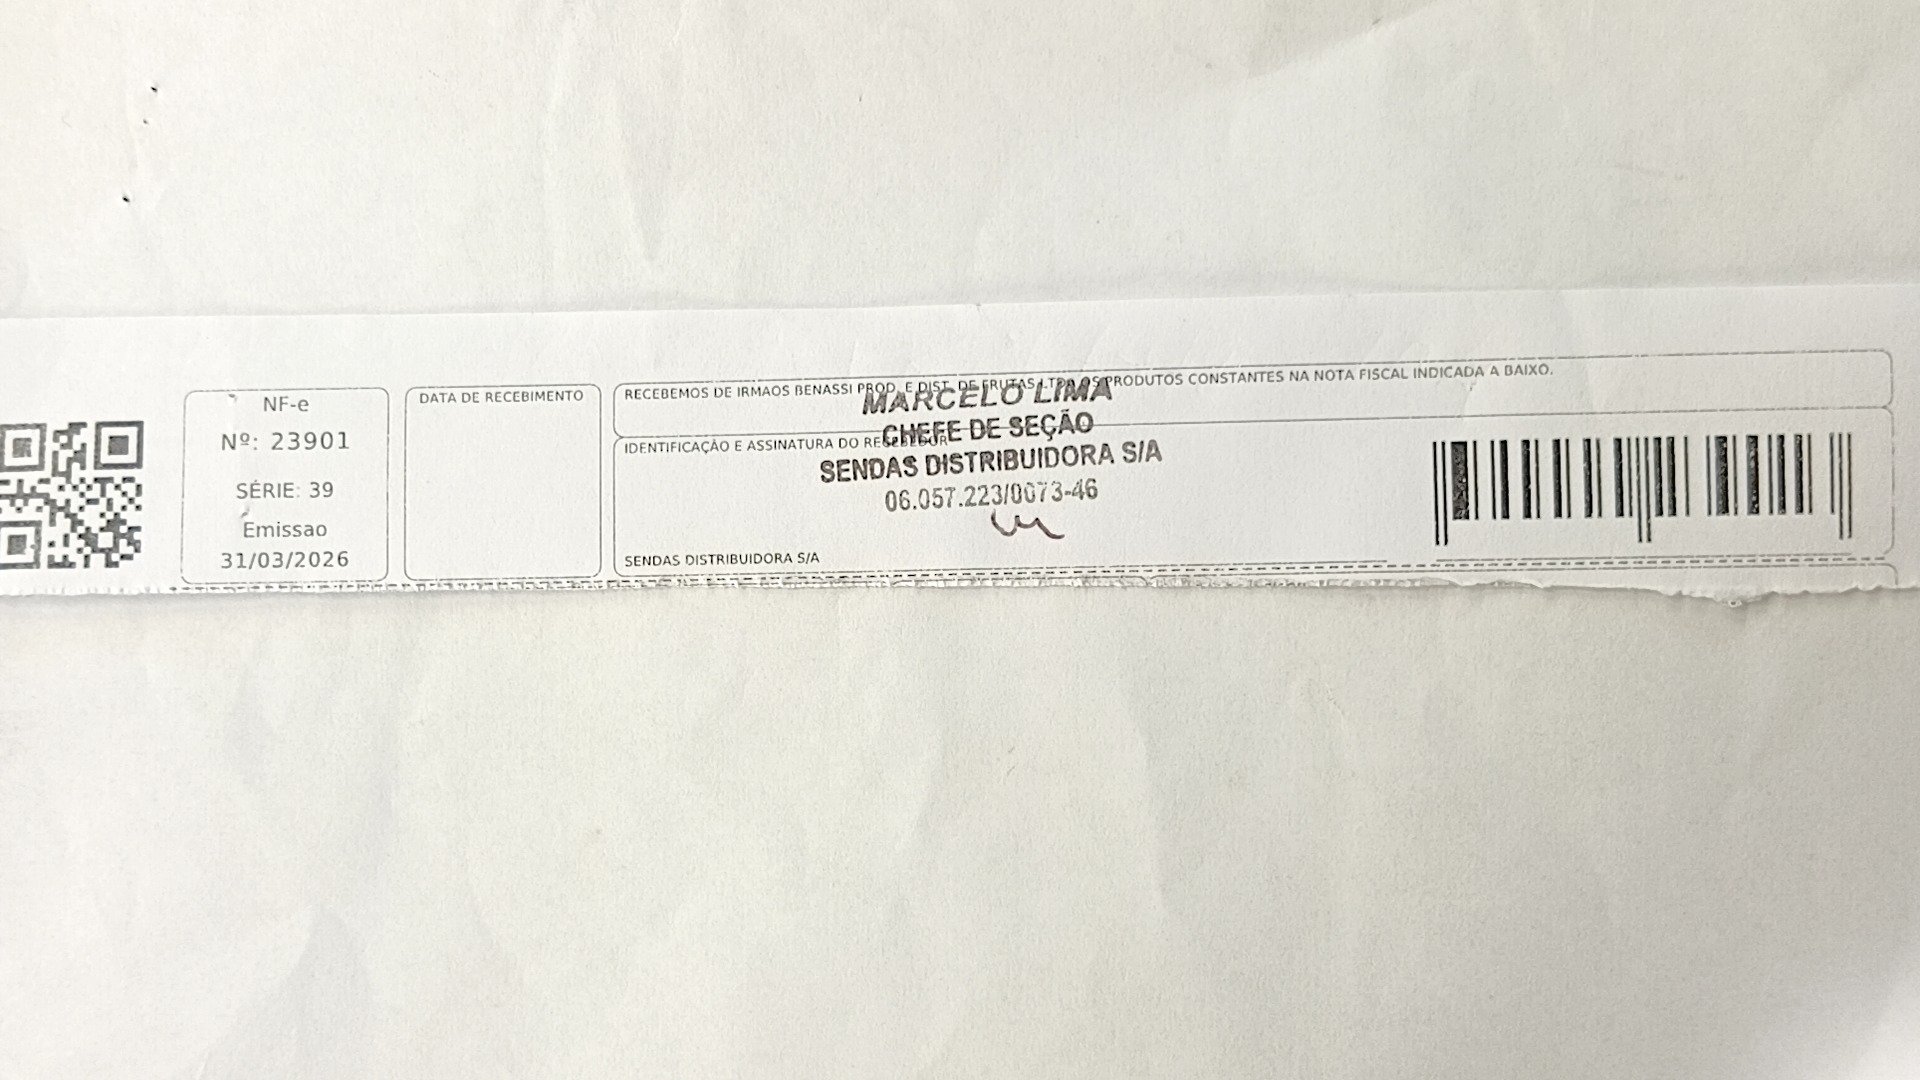 NF-e
Nº: 23901
SÉRIE: 39
Emissao
31/03/2026
DATA DE RECEBIMENTO
RECEBEMOS DE IRMAOS BENASSI PROD. E DIST. DE FRUTAS LTDA OS PRODUTOS CONSTANTES NA NOTA FISCAL INDICADA A BAIXO.
IDENTIFICAÇÃO E ASSINATURA DO RECEBEDOR
MARCELO LIMA
CHEFE DE SEÇÃO
SENDAS DISTRIBUIDORA S/A
06.057.223/0073-46
SENDAS DISTRIBUIDORA S/A